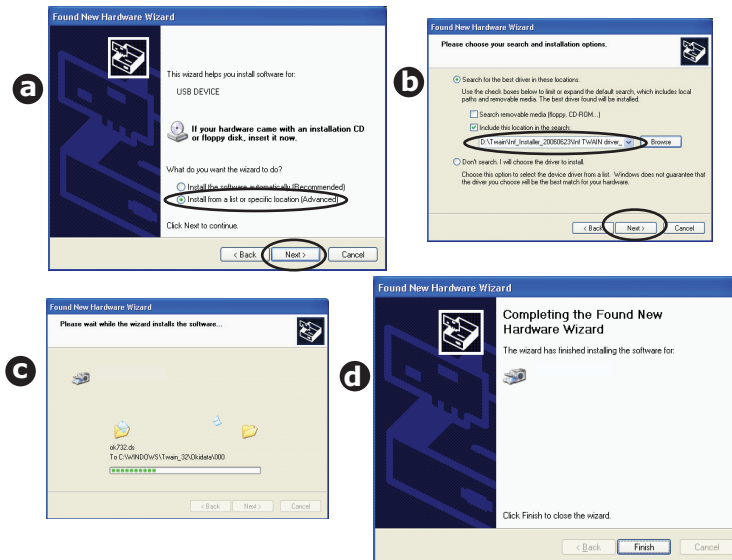 a
Found New Hardware Wizard
This wizard helps you install software for:
USB DEVICE
If your hardware came with an installation CD
or floppy disk, insert it now.
What do you want the wizard to do?
Install the software automatically (Recommended)
Install from a list or specific location (Advanced)
Click Next to continue.
< Back Next > Cancel
b
Found New Hardware Wizard
Please choose your search and installation options.
Search for the best driver in these locations.
Use the check boxes below to limit or expand the default search, which includes local
paths and removable media. The best driver found will be installed.
Search removable media (floppy, CD-ROM...)
Include this location in the search:
D:\Twain\Inf_Installer_20060623\Inf TWAIN driver_ Browse
Don't search. I will choose the driver to install.
Choose this option to select the device driver from a list. Windows does not guarantee that
the driver you choose will be the best match for your hardware.
< Back Next > Cancel
c
Found New Hardware Wizard
Please wait while the wizard installs the software...
ok732.ds
To C:\WINDOWS\Twain_32\Okidata\000
< Back Next > Cancel
d
Found New Hardware Wizard
Completing the Found New
Hardware Wizard
The wizard has finished installing the software for:
Click Finish to close the wizard.
< Back Finish Cancel